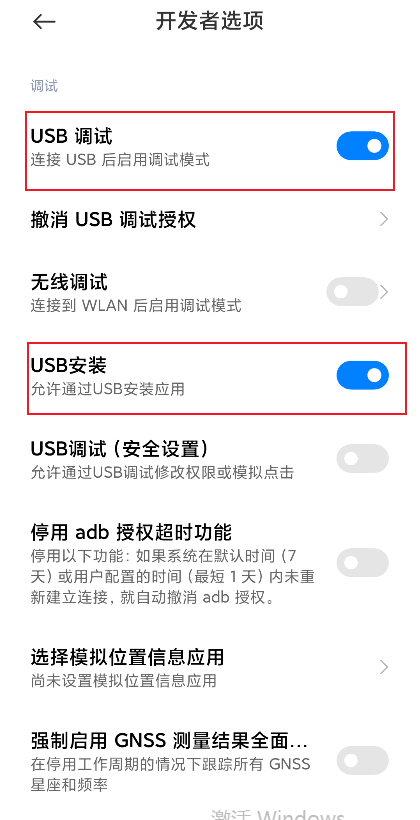 开发者选项
调试
USB 调试
连接 USB 后启用调试模式
撤消 USB 调试授权
无线调试
连接到 WLAN 后启用调试模式
USB安装
允许通过USB安装应用
USB调试（安全设置）
允许通过USB调试修改权限或模拟点击
停用 adb 授权超时功能
停用以下功能：如果系统在默认时间（7
天）或用户配置的时间（最短 1 天）内未重
新建立连接，就自动撤消 adb 授权。
选择模拟位置信息应用
尚未设置模拟位置信息应用
强制启用 GNSS 测量结果全面...
在停用工作周期的情况下跟踪所有 GNSS
星座和频率
激活 Windows